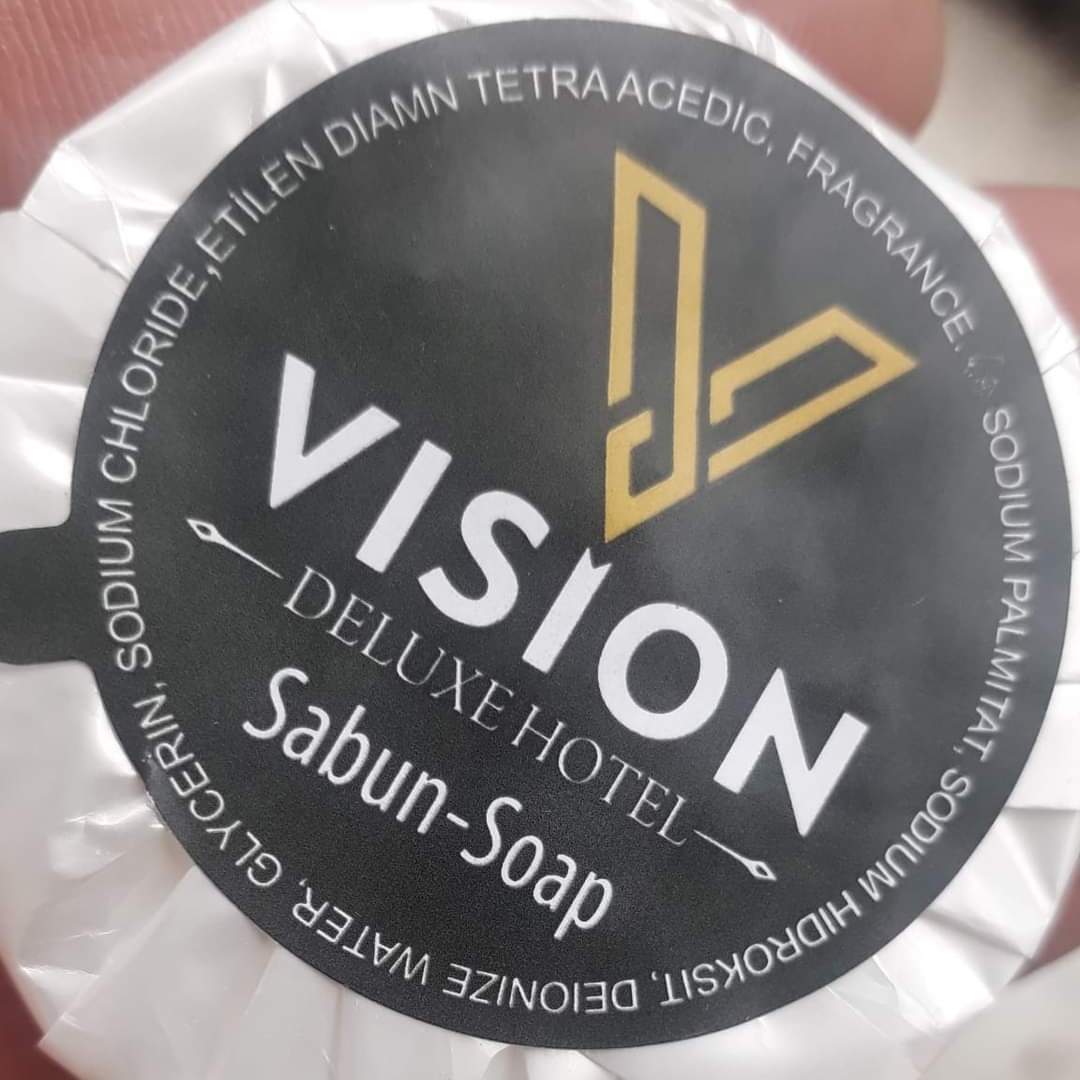 VISION
DELUXE HOTEL
Sabun-Soap
SODIUM PALMITAT, SODIUM HIDROKSIT, DEIONIZE WATER, GLYCERIN, SODIUM CHLORIDE,ETİLEN DIAMN TETRA ACEDIC, FRAGRANCE.